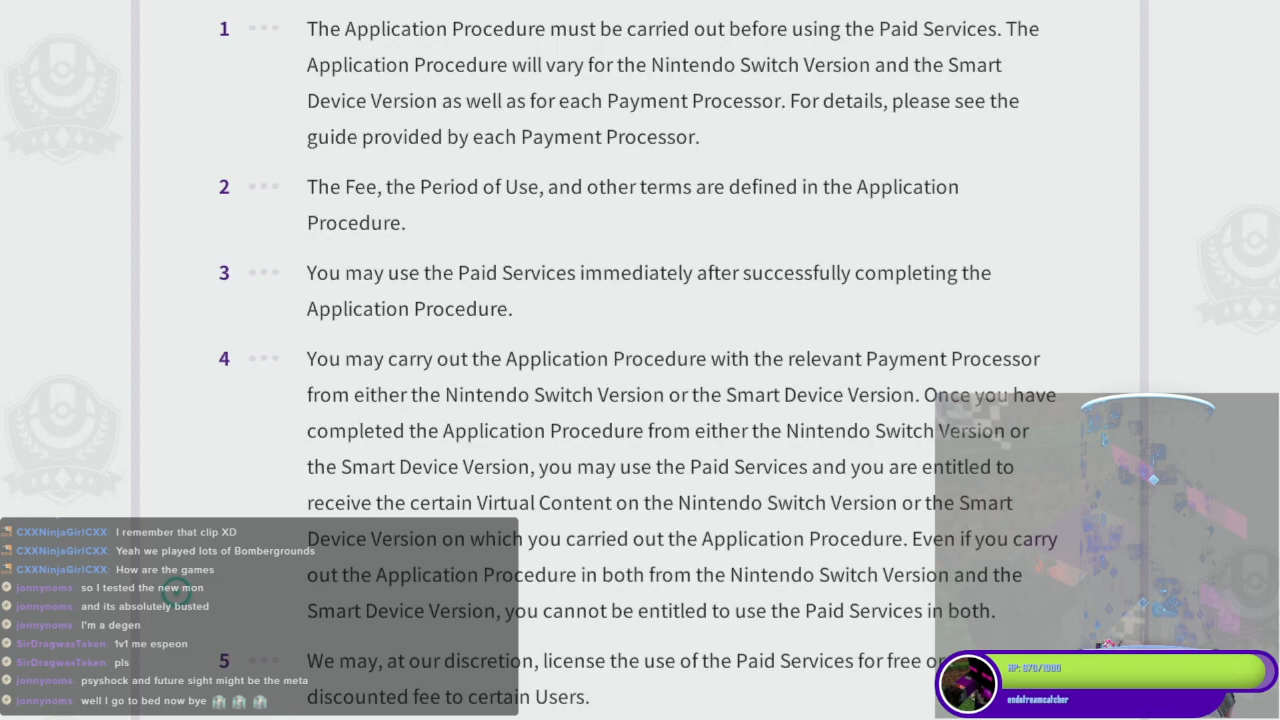 1 The Application Procedure must be carried out before using the Paid Services. The
Application Procedure will vary for the Nintendo Switch Version and the Smart
Device Version as well as for each Payment Processor. For details, please see the
guide provided by each Payment Processor.
2 The Fee, the Period of Use, and other terms are defined in the Application
Procedure.
3 You may use the Paid Services immediately after successfully completing the
Application Procedure.
4 You may carry out the Application Procedure with the relevant Payment Processor
from either the Nintendo Switch Version or the Smart Device Version. Once you have
completed the Application Procedure from either the Nintendo Switch Version or
the Smart Device Version, you may use the Paid Services and you are entitled to
receive the certain Virtual Content on the Nintendo Switch Version or the Smart
Device Version on which you carried out the Application Procedure. Even if you carry
out the Application Procedure in both from the Nintendo Switch Version and the
Smart Device Version, you cannot be entitled to use the Paid Services in both.
5 We may, at our discretion, license the use of the Paid Services for free or
discounted fee to certain Users.
CXXNinjaGirlCXX: I remember that clip XD
CXXNinjaGirlCXX: Yeah we played lots of Bombergrounds
CXXNinjaGirlCXX: How are the games
jonnynoms: so I tested the new mon
jonnynoms: and its absolutely busted
jonnynoms: I'm a degen
SirDragwasTaken: 1v1 me espeon
SirDragwasTaken: pls
jonnynoms: psyshock and future sight might be the meta
jonnynoms: well I go to bed now bye
HP: 970/1000
endofreamcatcher